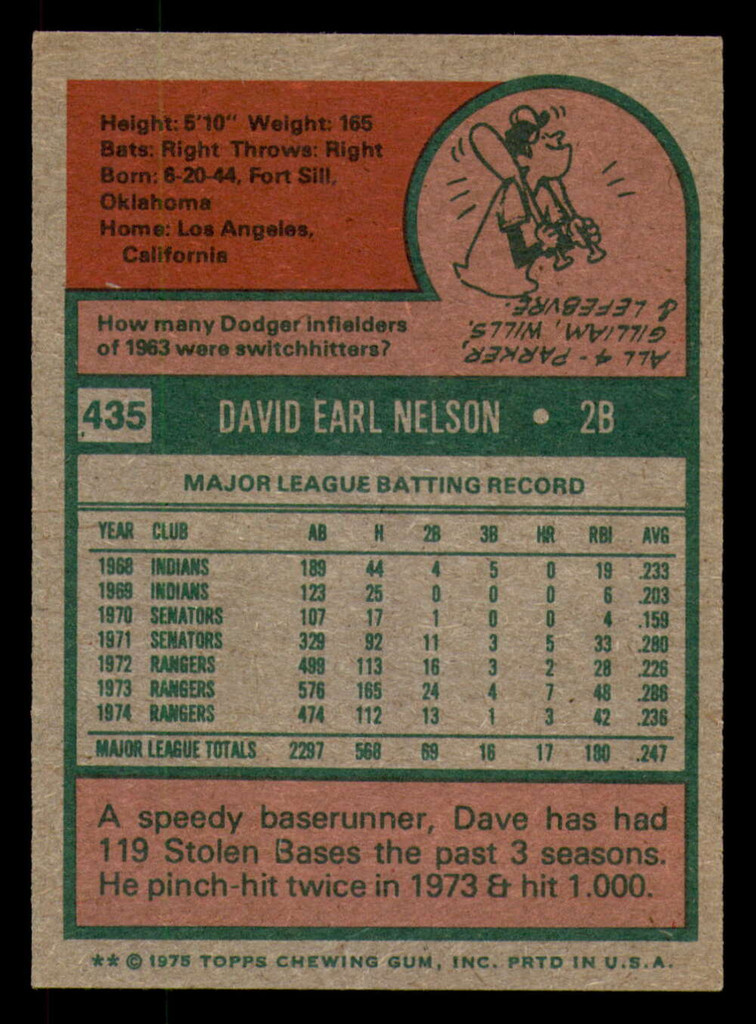 Height: 5'10" Weight: 165
Bats: Right Throws: Right
Born: 6-20-44, Fort Sill,
Oklahoma
Home: Los Angeles,
California
How many Dodger infielders
of 1963 were switchhitters?
ALL 4 - PARKER,
GILLIAM, WILLS,
& LEFEBVRE.
435 DAVID EARL NELSON • 2B
MAJOR LEAGUE BATTING RECORD
YEAR CLUB AB H 2B 3B HR RBI AVG
1968 INDIANS 189 44 4 5 0 19 .233
1969 INDIANS 123 25 0 0 0 6 .203
1970 SENATORS 107 17 1 0 0 4 .159
1971 SENATORS 329 92 11 3 5 33 .280
1972 RANGERS 499 113 16 3 2 28 .226
1973 RANGERS 576 165 24 4 7 48 .286
1974 RANGERS 474 112 13 1 3 42 .236
MAJOR LEAGUE TOTALS 2297 568 69 16 17 180 .247
A speedy baserunner, Dave has had
119 Stolen Bases the past 3 seasons.
He pinch-hit twice in 1973 & hit 1.000.
** © 1975 TOPPS CHEWING GUM, INC. PRTD IN U.S.A.